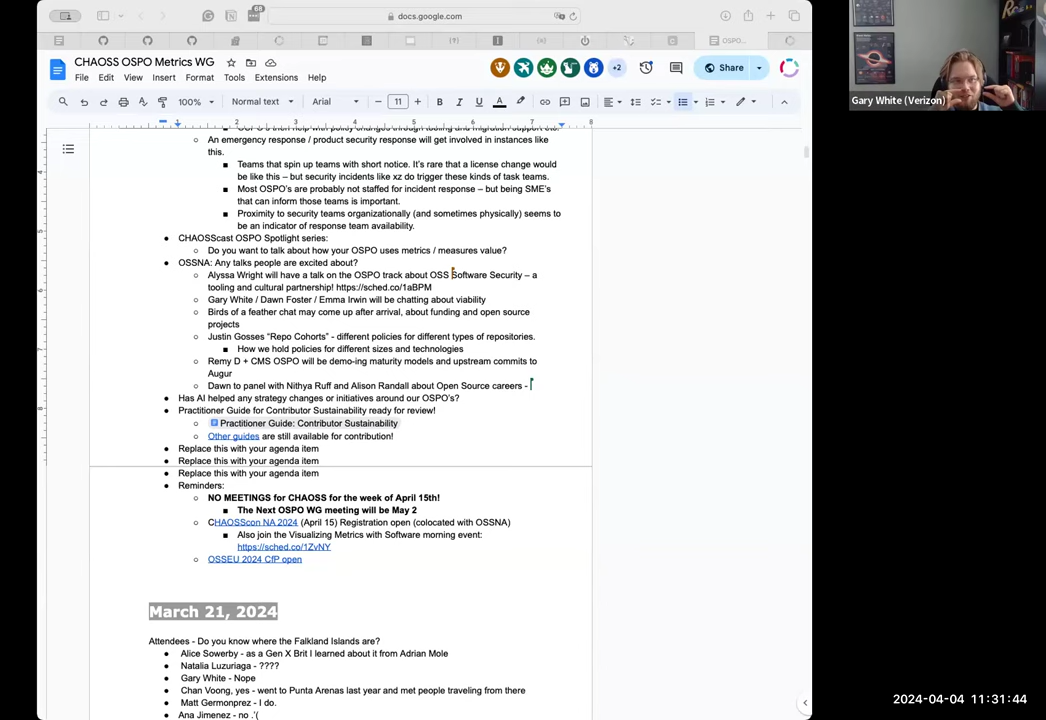 68
docs.google.com
OSPO...
CHAOSS OSPO Metrics WG
File Edit View Insert Format Tools Extensions Help
+2
Share
100%
Normal text
Arial
11
B I U A
1 2 3 4 5 6 7 8
An emergency response / product security response will get involved in instances like
this.
Teams that spin up teams with short notice. It's rare that a license change would
be like this – but security incidents like xz do trigger these kinds of task teams.
Most OSPO's are probably not staffed for incident response – but being SME's
that can inform those teams is important.
Proximity to security teams organizationally (and sometimes physically) seems to
be an indicator of response team availability.
CHAOSScast OSPO Spotlight series:
Do you want to talk about how your OSPO uses metrics / measures value?
OSSNA: Any talks people are excited about?
Alyssa Wright will have a talk on the OSPO track about OSS Software Security – a
tooling and cultural partnership! https://sched.co/1aBPM
Gary White / Dawn Foster / Emma Irwin will be chatting about viability
Birds of a feather chat may come up after arrival, about funding and open source
projects
Justin Gosses “Repo Cohorts” - different policies for different types of repositories.
How we hold policies for different sizes and technologies
Remy D + CMS OSPO will be demo-ing maturity models and upstream commits to
Augur
Dawn to panel with Nithya Ruff and Alison Randall about Open Source careers -
Has AI helped any strategy changes or initiatives around our OSPO's?
Practitioner Guide for Contributor Sustainability ready for review!
Practitioner Guide: Contributor Sustainability
Other guides are still available for contribution!
Replace this with your agenda item
Replace this with your agenda item
Replace this with your agenda item
Reminders:
NO MEETINGS for CHAOSS for the week of April 15th!
The Next OSPO WG meeting will be May 2
CHAOSScon NA 2024 (April 15) Registration open (colocated with OSSNA)
Also join the Visualizing Metrics with Software morning event:
https://sched.co/1ZvNY
OSSEU 2024 CfP open
March 21, 2024
Attendees - Do you know where the Falkland Islands are?
Alice Sowerby - as a Gen X Brit I learned about it from Adrian Mole
Natalia Luzuriaga - ????
Gary White - Nope
Chan Voong, yes - went to Punta Arenas last year and met people traveling from there
Matt Germonprez - I do.
Ana Jimenez - no .'(
Gary White (Verizon)
2024-04-04 11:31:44